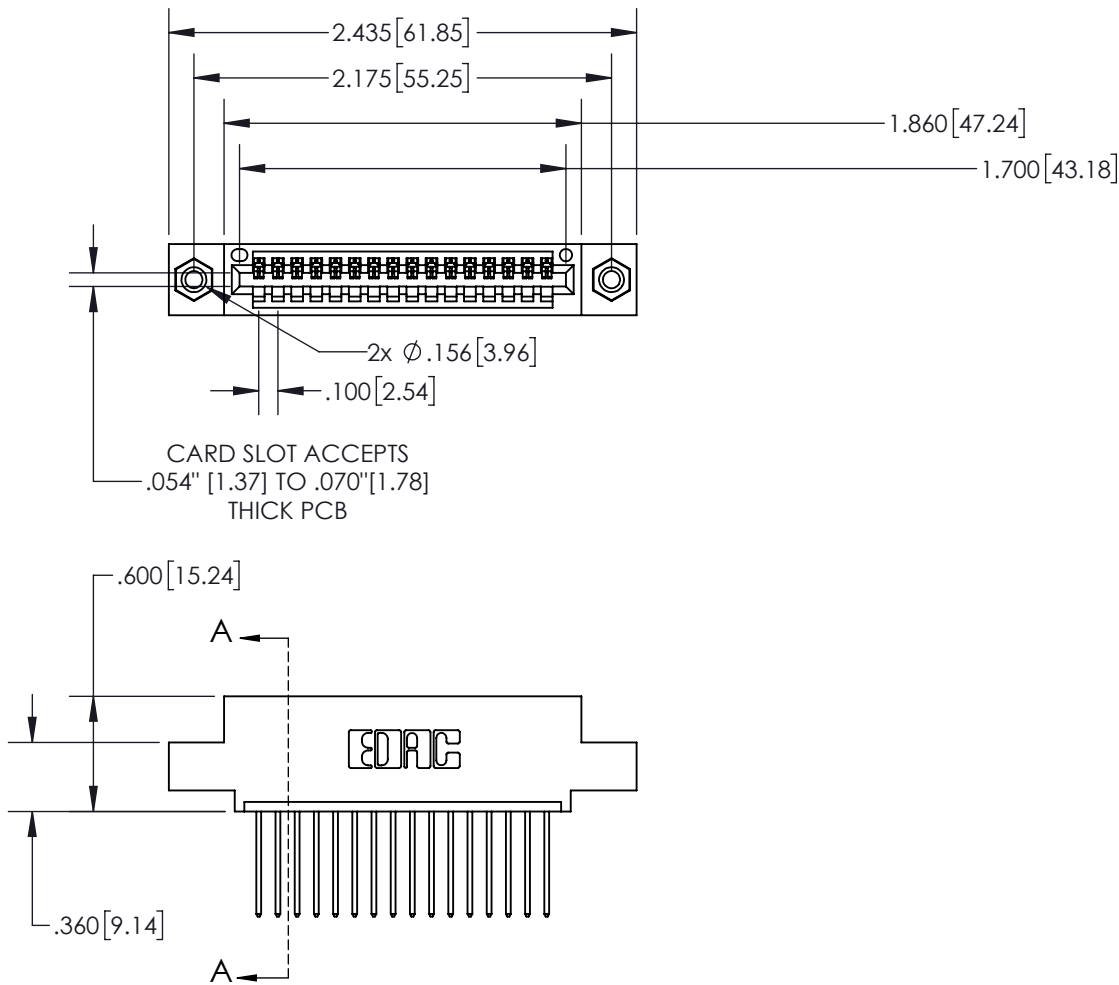 2.435[61.85]
2.175[55.25]
1.860[47.24]
1.700[43.18]
2x ∅.156[3.96]
.100[2.54]
CARD SLOT ACCEPTS
.054" [1.37] TO .070"[1.78]
THICK PCB
.600[15.24]
A
EDAC
.360[9.14]
A